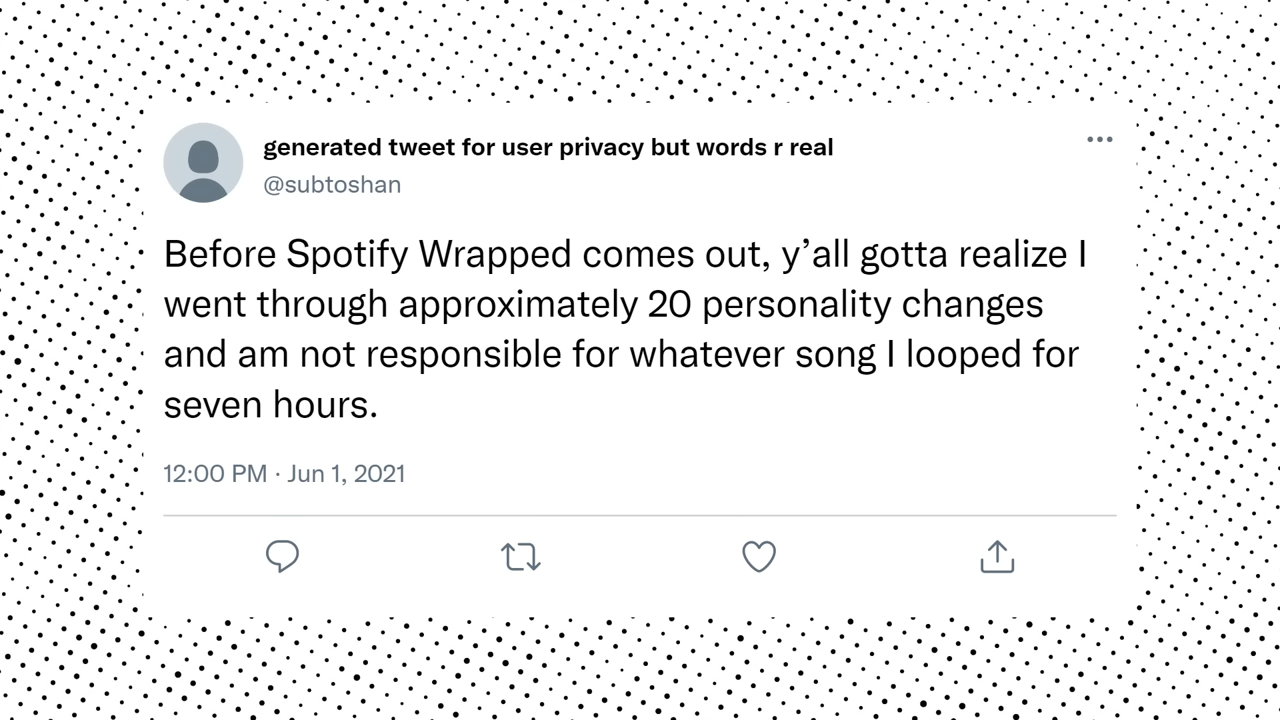 generated tweet for user privacy but words r real
@subtoshan
Before Spotify Wrapped comes out, y’all gotta realize I
went through approximately 20 personality changes
and am not responsible for whatever song I looped for
seven hours.
12:00 PM · Jun 1, 2021